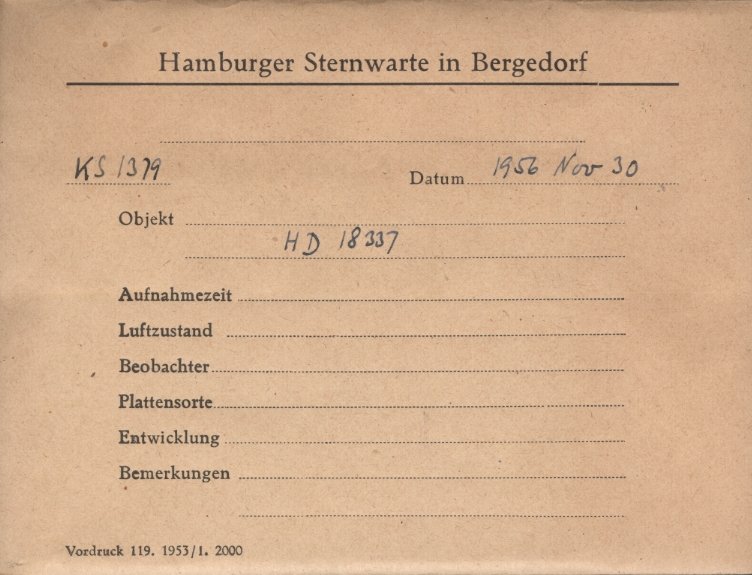 Hamburger Sternwarte in Bergedorf
KS 1379
Datum 1956 Nov 30
Objekt
HD 18337
Aufnahmezeit
Luftzustand
Beobachter
Plattensorte
Entwicklung
Bemerkungen
Vordruck 119. 1953/1. 2000